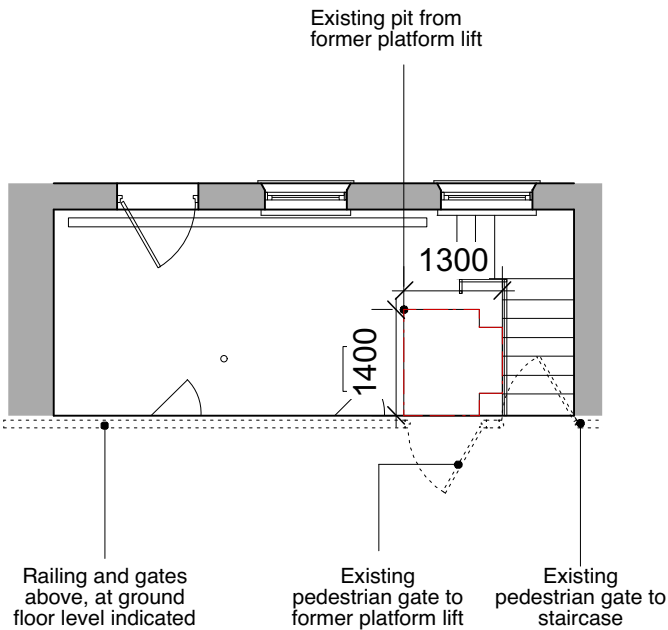 Existing pit from
former platform lift
1300
1400
Railing and gates
above, at ground
floor level indicated
Existing
pedestrian gate to
former platform lift
Existing
pedestrian gate to
staircase